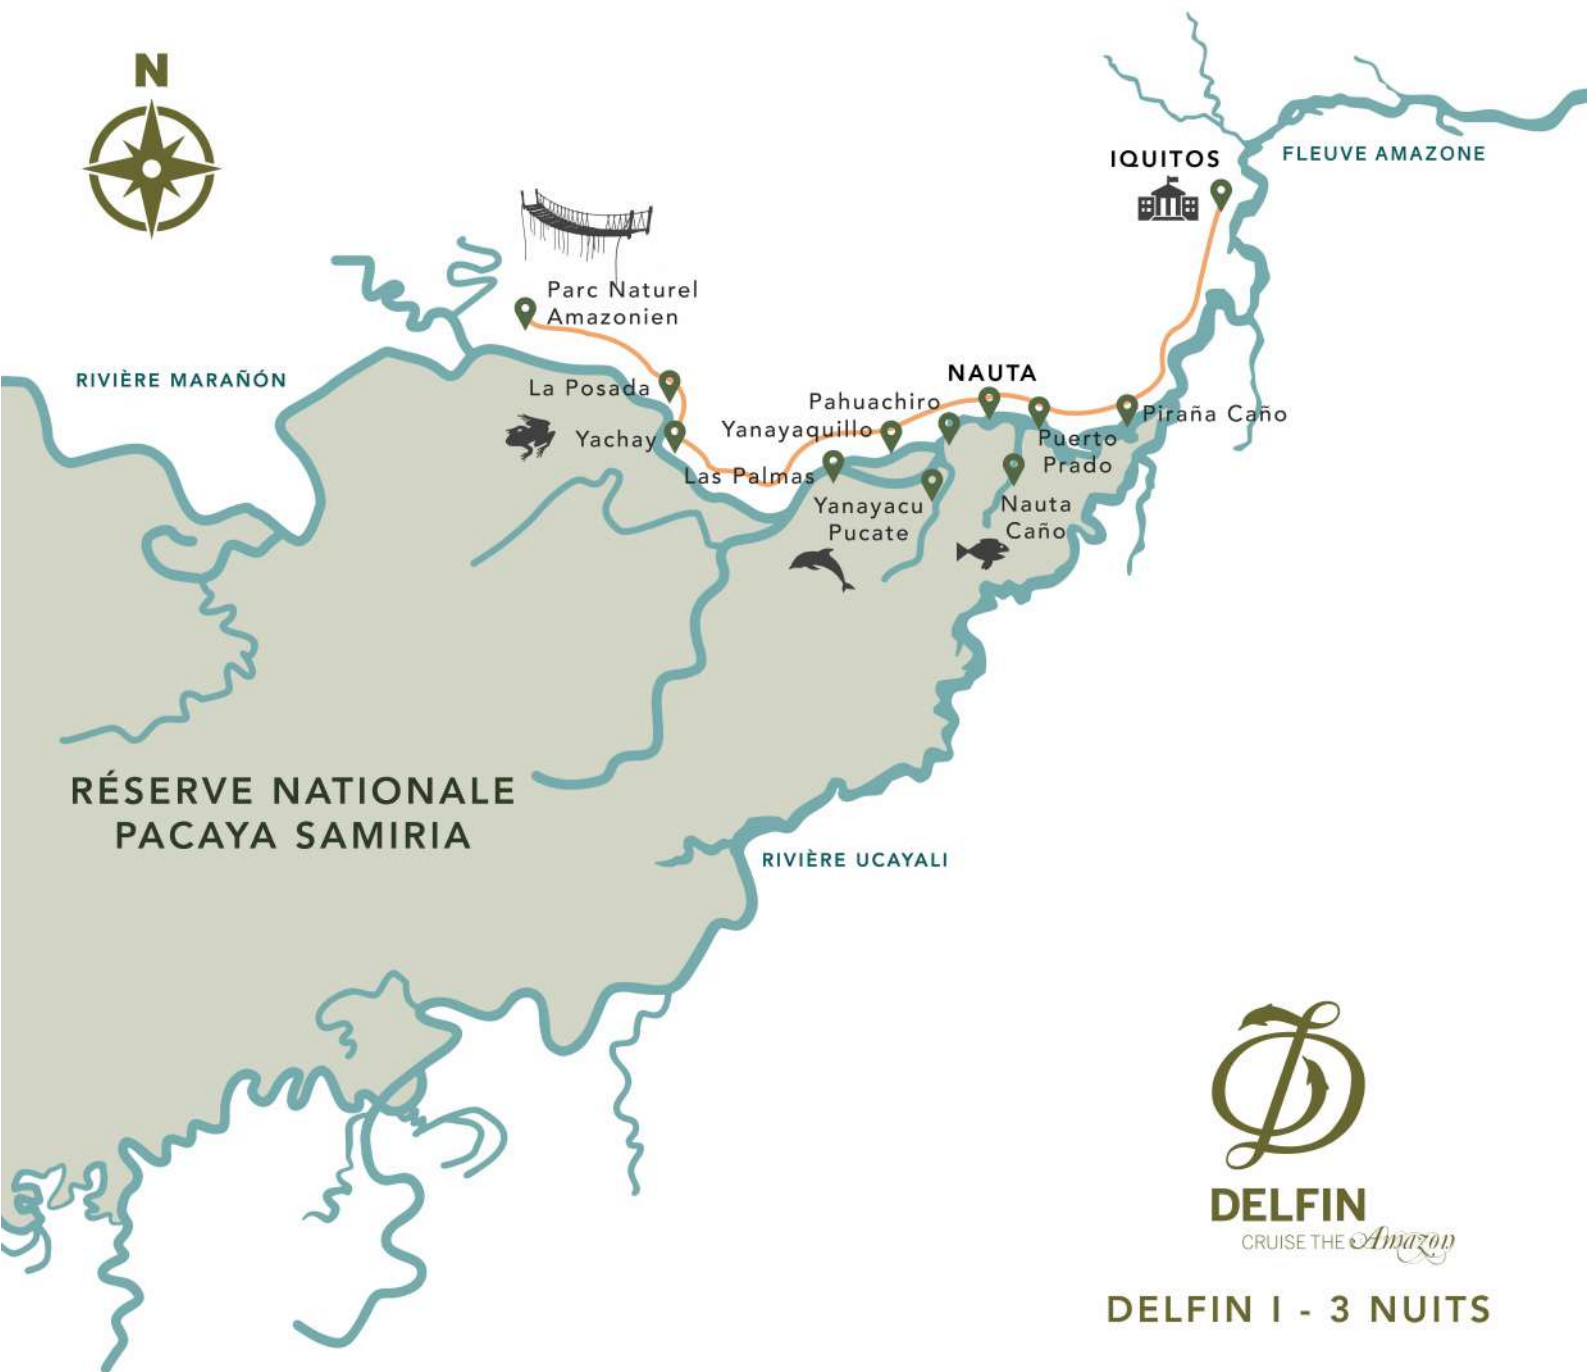 N
IQUITOS
FLEUVE AMAZONE
Parc Naturel
Amazonien
RIVIÈRE MARAÑÓN
La Posada
NAUTA
Pahuachiro
Piraña Caño
Yachay
Yanayaquillo
Puerto
Prado
Las Palmas
Yanayacu
Pucate
Nauta
Caño
RÉSERVE NATIONALE
PACAYA SAMIRIA
RIVIÈRE UCAYALI
DELFIN
CRUISE THE Amazon
DELFIN I - 3 NUITS